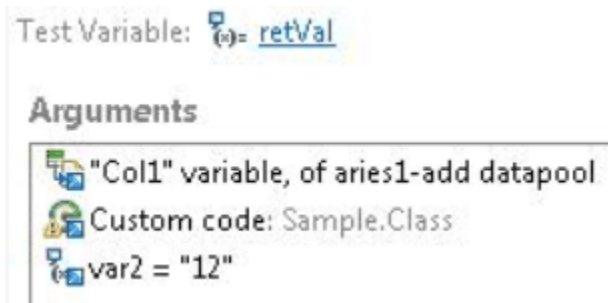 Test Variable: (x)= retVal
Arguments
"Col1" variable, of aries1-add datapool
Custom code: Sample.Class
var2 = "12"